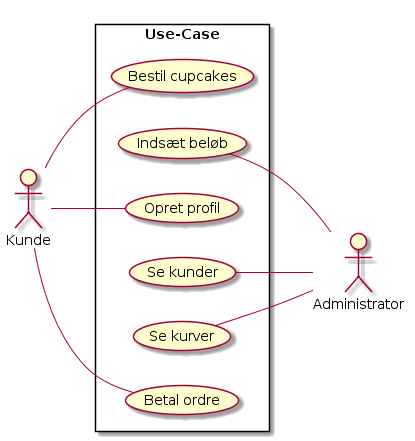 Use-Case
Bestil cupcakes
Indsæt beløb
Opret profil
Kunde
Se kunder
Administrator
Se kurver
Betal ordre